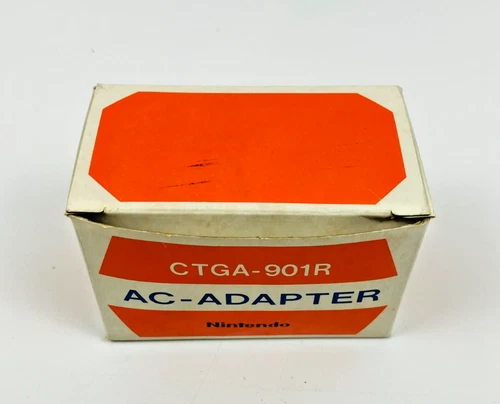 CTGA-901R
AC-ADAPTER
Nintendo